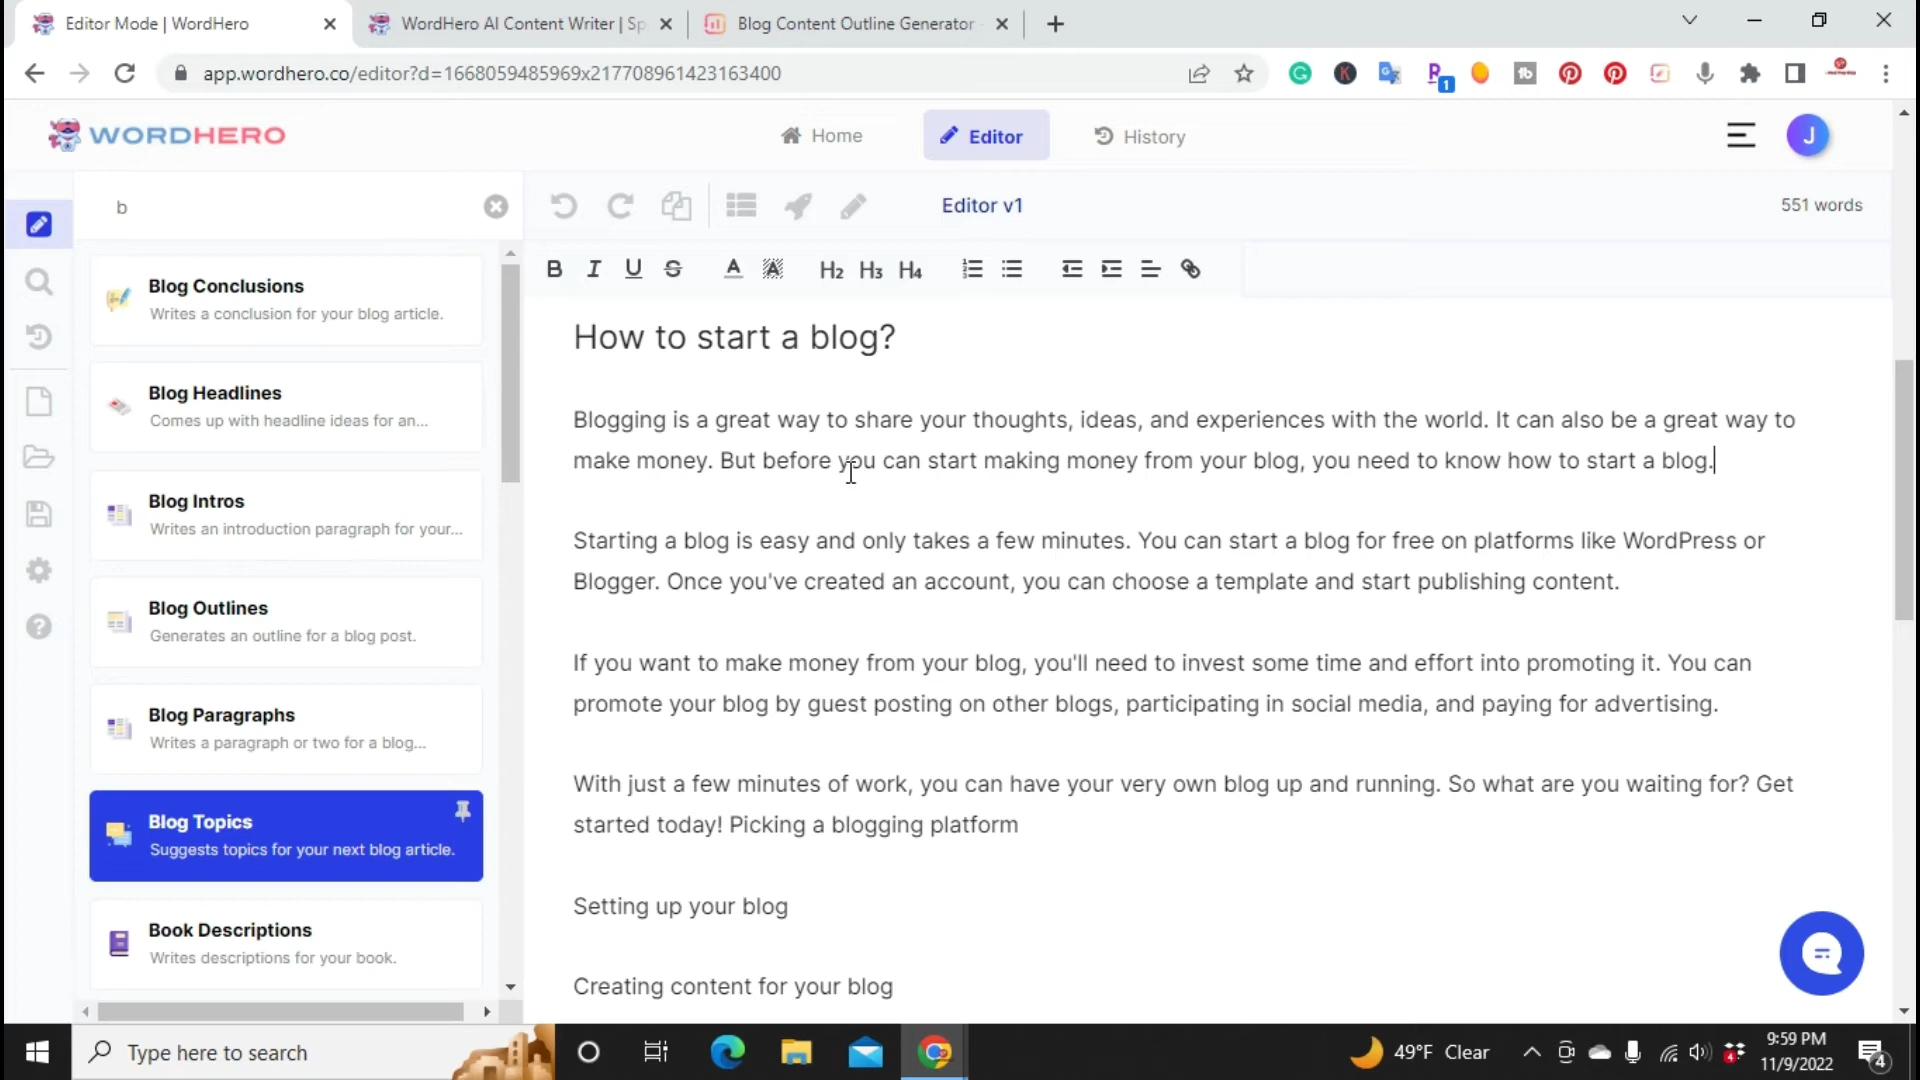 Editor Mode | WordHero
WordHero AI Content Writer | Sp
Blog Content Outline Generator
app.wordhero.co/editor?d=1668059485969x217708961423163400
1
WORDHERO
Home
Editor
History
J
b
Editor v1
551 words
B I U S A A H2 H3 H4
Blog Conclusions
Writes a conclusion for your blog article.
Blog Headlines
Comes up with headline ideas for an...
Blog Intros
Writes an introduction paragraph for your...
Blog Outlines
Generates an outline for a blog post.
Blog Paragraphs
Writes a paragraph or two for a blog...
Blog Topics
Suggests topics for your next blog article.
Book Descriptions
Writes descriptions for your book.
How to start a blog?
Blogging is a great way to share your thoughts, ideas, and experiences with the world. It can also be a great way to
make money. But before you can start making money from your blog, you need to know how to start a blog.
Starting a blog is easy and only takes a few minutes. You can start a blog for free on platforms like WordPress or
Blogger. Once you've created an account, you can choose a template and start publishing content.
If you want to make money from your blog, you'll need to invest some time and effort into promoting it. You can
promote your blog by guest posting on other blogs, participating in social media, and paying for advertising.
With just a few minutes of work, you can have your very own blog up and running. So what are you waiting for? Get
started today! Picking a blogging platform
Setting up your blog
Creating content for your blog
Type here to search
49°F Clear
4
9:59 PM
11/9/2022
4